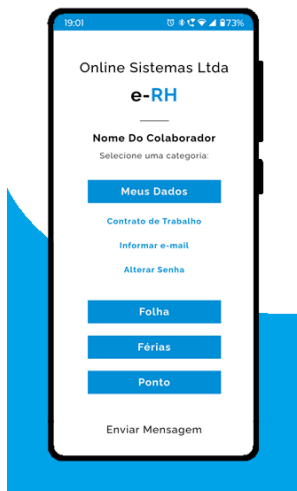 19:01 73%
Online Sistemas Ltda
e-RH
Nome Do Colaborador
Selecione uma categoria:
Meus Dados
Contrato de Trabalho
Informar e-mail
Alterar Senha
Folha
Férias
Ponto
Enviar Mensagem